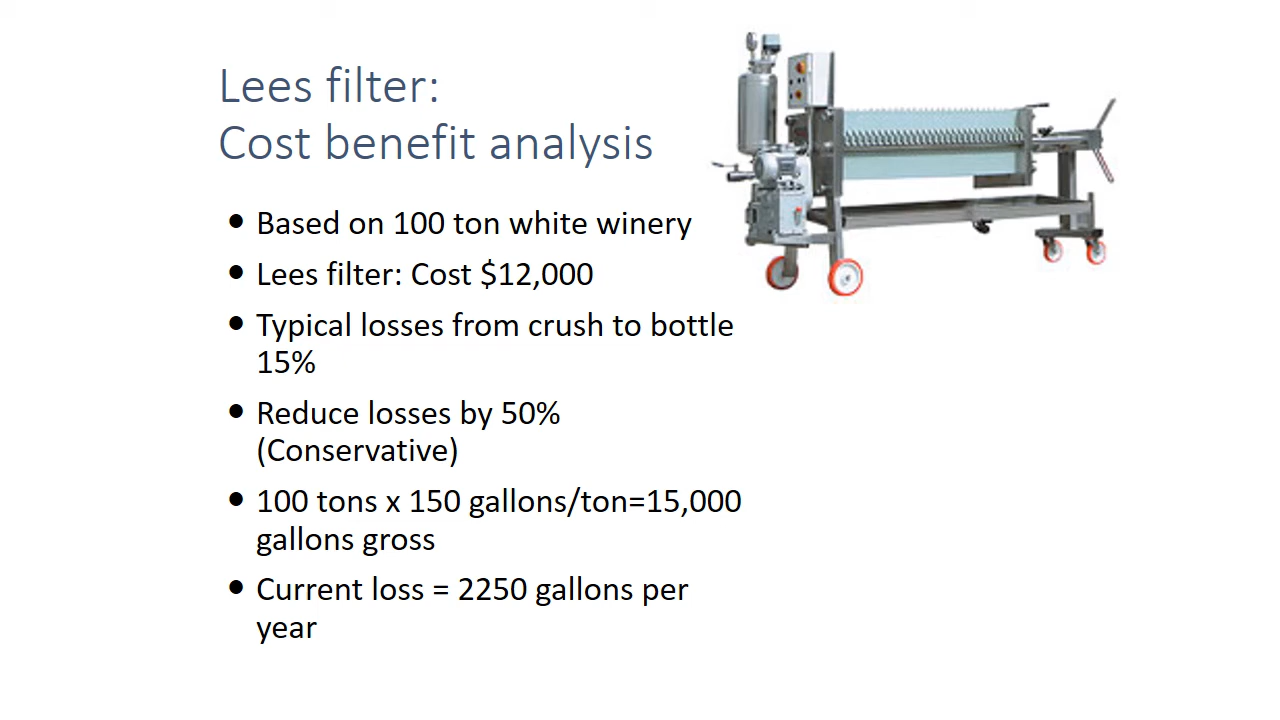 Lees filter:
Cost benefit analysis
• Based on 100 ton white winery
• Lees filter: Cost $12,000
• Typical losses from crush to bottle
15%
• Reduce losses by 50%
(Conservative)
• 100 tons x 150 gallons/ton=15,000
gallons gross
• Current loss = 2250 gallons per
year